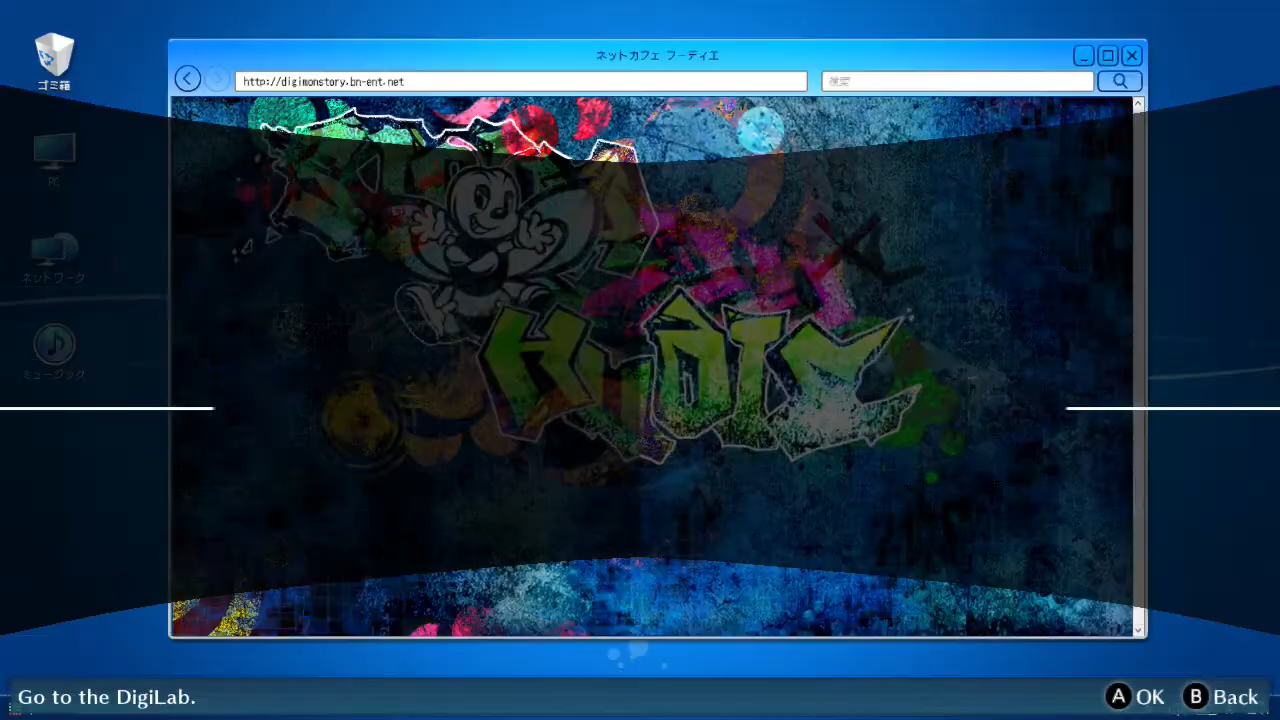 ゴミ箱
ネットカフェ フーディエ
http://digimonstory.bn-ent.net
検索
PC
ネットワーク
ミュージック
Go to the DigiLab.
A OK B Back